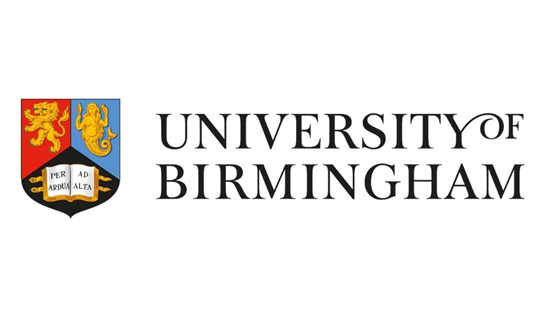 UNIVERSITY OF
BIRMINGHAM
PER AD
ARDUA ALTA